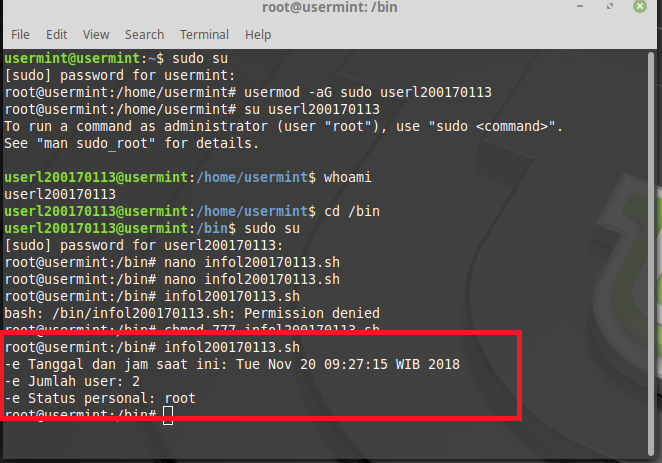 root@usermint: /bin
File Edit View Search Terminal Help
usermint@usermint:~$ sudo su
[sudo] password for usermint:
root@usermint:/home/usermint# usermod -aG sudo userl200170113
root@usermint:/home/usermint# su userl200170113
To run a command as administrator (user "root"), use "sudo <command>".
See "man sudo_root" for details.
userl200170113@usermint:/home/usermint$ whoami
userl200170113
userl200170113@usermint:/home/usermint$ cd /bin
userl200170113@usermint:/bin$ sudo su
[sudo] password for userl200170113:
root@usermint:/bin# nano infol200170113.sh
root@usermint:/bin# nano infol200170113.sh
root@usermint:/bin# infol200170113.sh
bash: /bin/infol200170113.sh: Permission denied
root@usermint:/bin# chmod 777 infol200170113.sh
root@usermint:/bin# infol200170113.sh
-e Tanggal dan jam saat ini: Tue Nov 20 09:27:15 WIB 2018
-e Jumlah user: 2
-e Status personal: root
root@usermint:/bin#